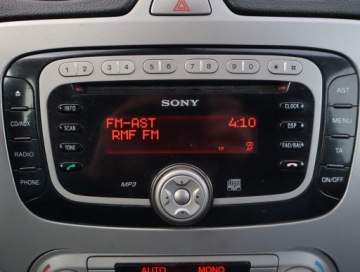 1 2 3 4 5 6 7 8 9 0 * #
SONY
INFO
CLOCK
AST
CD/AUX
SCAN
FM-AST 4:10
RMF FM
DSP
MENU
RADIO
TONE
TP AF
FAD/BAL
TA
PHONE
MP3
ON/OFF
AUTO MONO